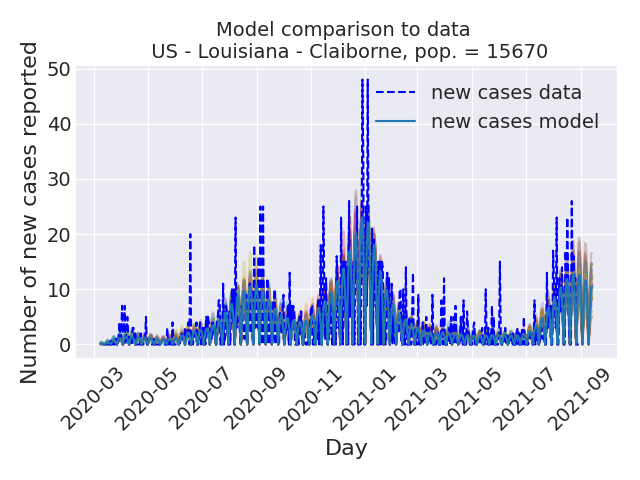 Model comparison to data
US - Louisiana - Claiborne, pop. = 15670
Number of new cases reported
50
40
30
20
10
0
new cases data
new cases model
2020-03
2020-05
2020-07
2020-09
2020-11
2021-01
2021-03
2021-05
2021-07
2021-09
Day